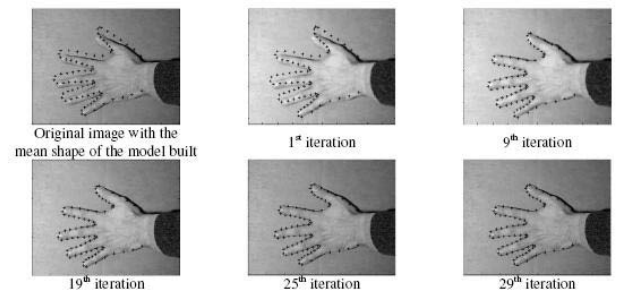 Original image with the
mean shape of the model built
1st iteration
9th iteration
19th iteration
25th iteration
29th iteration